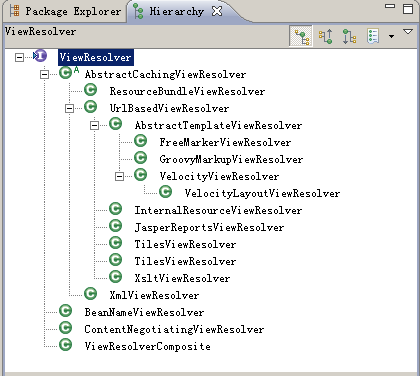 Package Explorer Hierarchy
ViewResolver
ViewResolver
AbstractCachingViewResolver
ResourceBundleViewResolver
UrlBasedViewResolver
AbstractTemplateViewResolver
FreeMarkerViewResolver
GroovyMarkupViewResolver
VelocityViewResolver
VelocityLayoutViewResolver
InternalResourceViewResolver
JasperReportsViewResolver
TilesViewResolver
TilesViewResolver
XsltViewResolver
XmlViewResolver
BeanNameViewResolver
ContentNegotiatingViewResolver
ViewResolverComposite